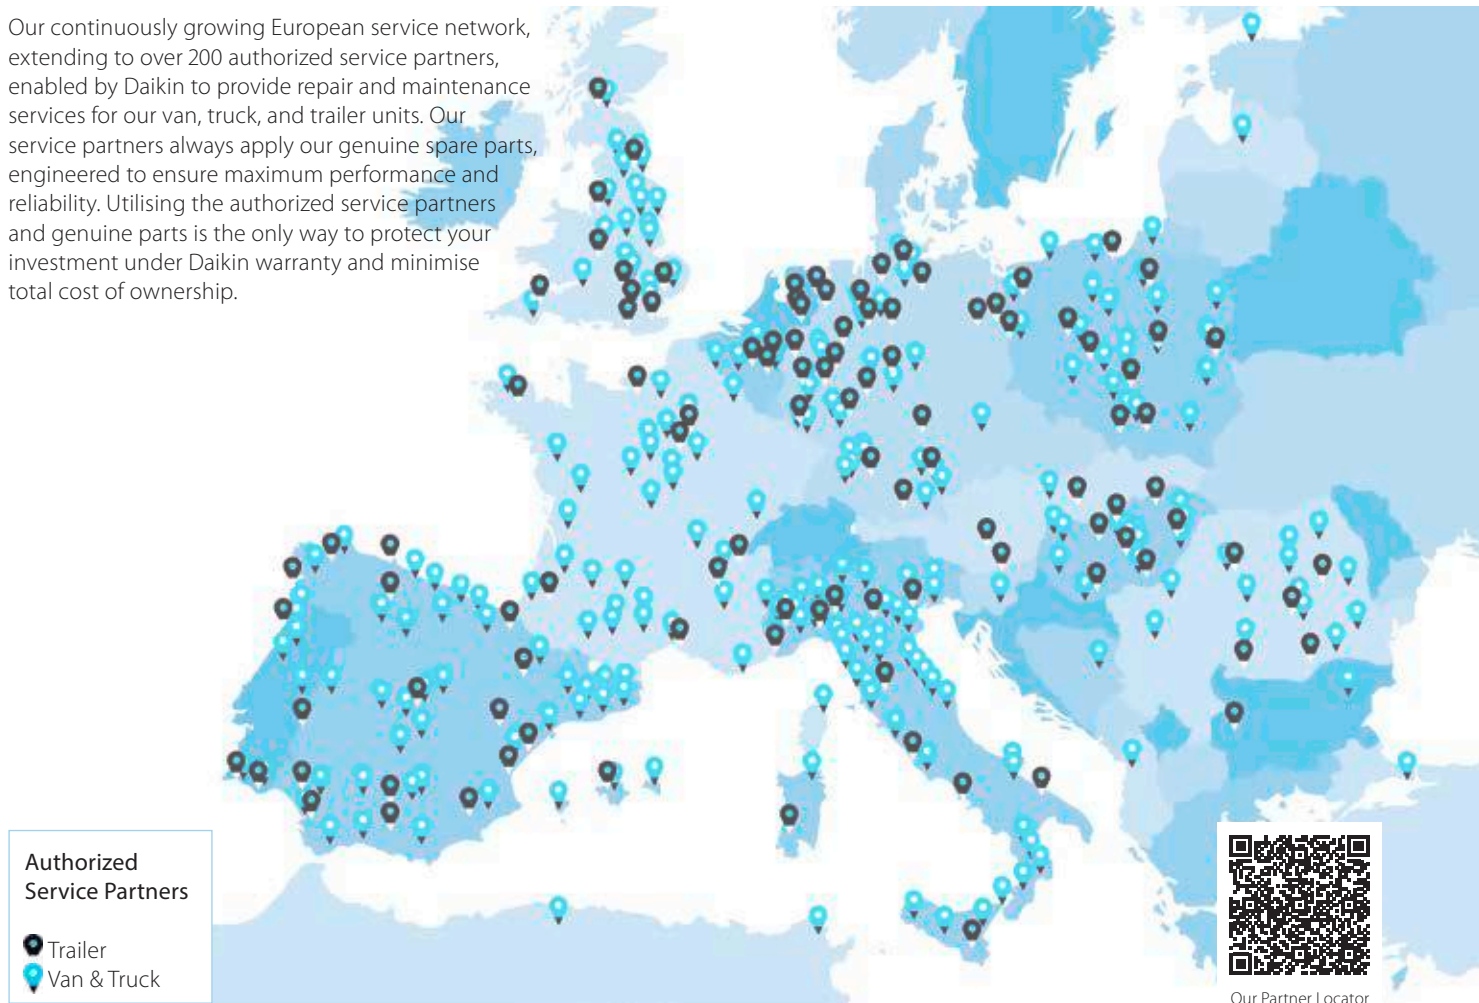 Our continuously growing European service network,
extending to over 200 authorized service partners,
enabled by Daikin to provide repair and maintenance
services for our van, truck, and trailer units. Our
service partners always apply our genuine spare parts,
engineered to ensure maximum performance and
reliability. Utilising the authorized service partners
and genuine parts is the only way to protect your
investment under Daikin warranty and minimise
total cost of ownership.
Authorized
Service Partners
Trailer
Van & Truck
Our Partner Locator